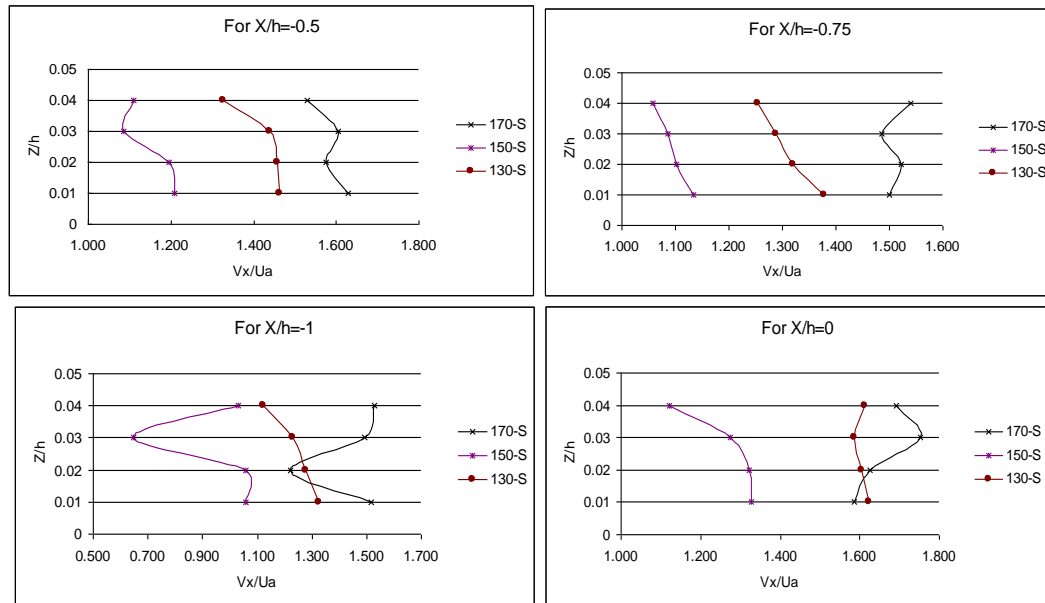 For X/h=-0.5
0.05
0.04
0.03
0.02
0.01
0
Z/h
1.000 1.200 1.400 1.600 1.800
Vx/Ua
170-S
150-S
130-S
For X/h=-0.75
0.05
0.04
0.03
0.02
0.01
0
Z/h
1.000 1.100 1.200 1.300 1.400 1.500 1.600
Vx/Ua
170-S
150-S
130-S
For X/h=-1
0.05
0.04
0.03
0.02
0.01
0
Z/h
0.500 0.700 0.900 1.100 1.300 1.500 1.700
Vx/Ua
170-S
150-S
130-S
For X/h=0
0.05
0.04
0.03
0.02
0.01
0
Z/h
1.000 1.200 1.400 1.600 1.800
Vx/Ua
170-S
150-S
130-S